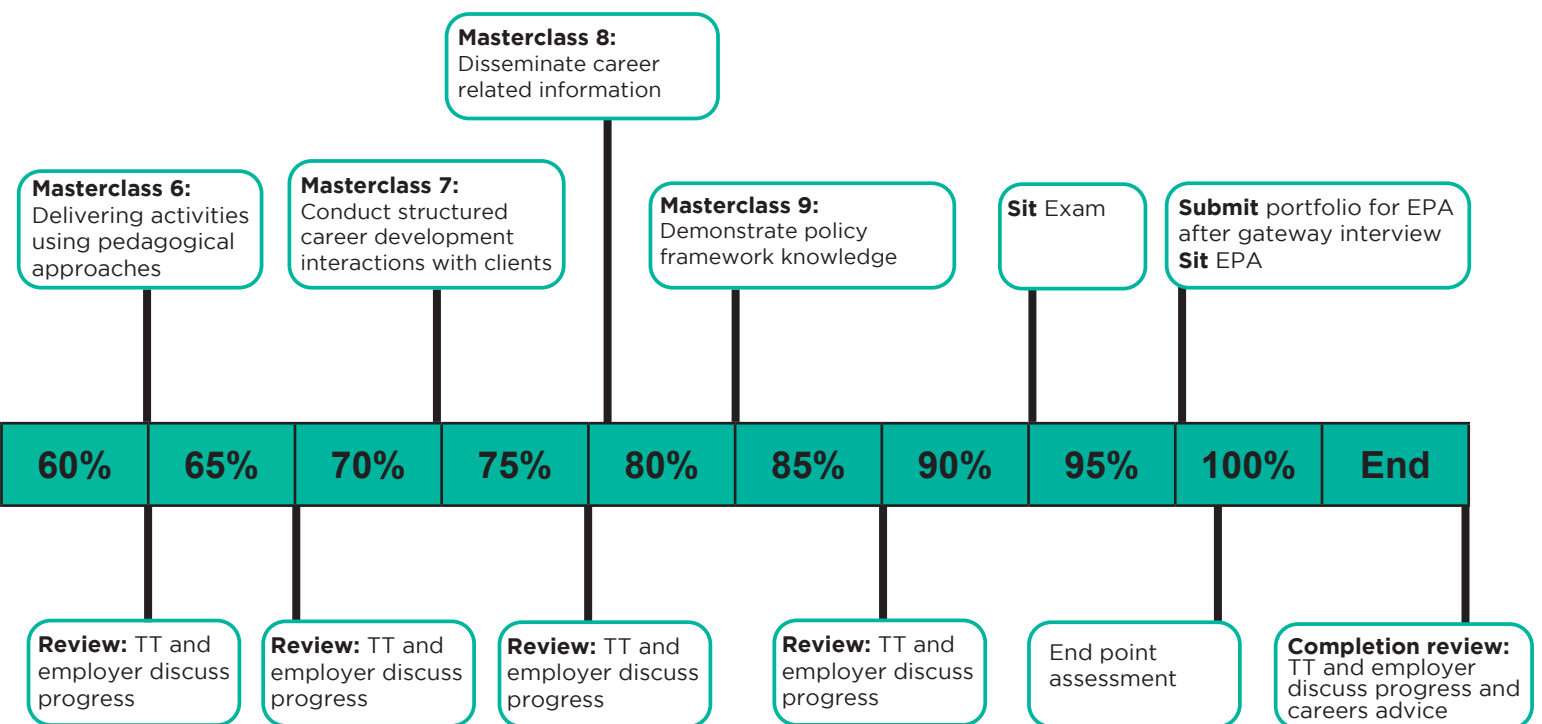 Masterclass 8:
Disseminate career
related information
Masterclass 6:
Delivering activities
using pedagogical
approaches
Masterclass 7:
Conduct structured
career development
interactions with clients
Masterclass 9:
Demonstrate policy
framework knowledge
Sit Exam
Submit portfolio for EPA
after gateway interview
Sit EPA
60% 65% 70% 75% 80% 85% 90% 95% 100% End
Review: TT and
employer discuss
progress
Review: TT and
employer discuss
progress
Review: TT and
employer discuss
progress
Review: TT and
employer discuss
progress
End point
assessment
Completion review:
TT and employer
discuss progress and
careers advice